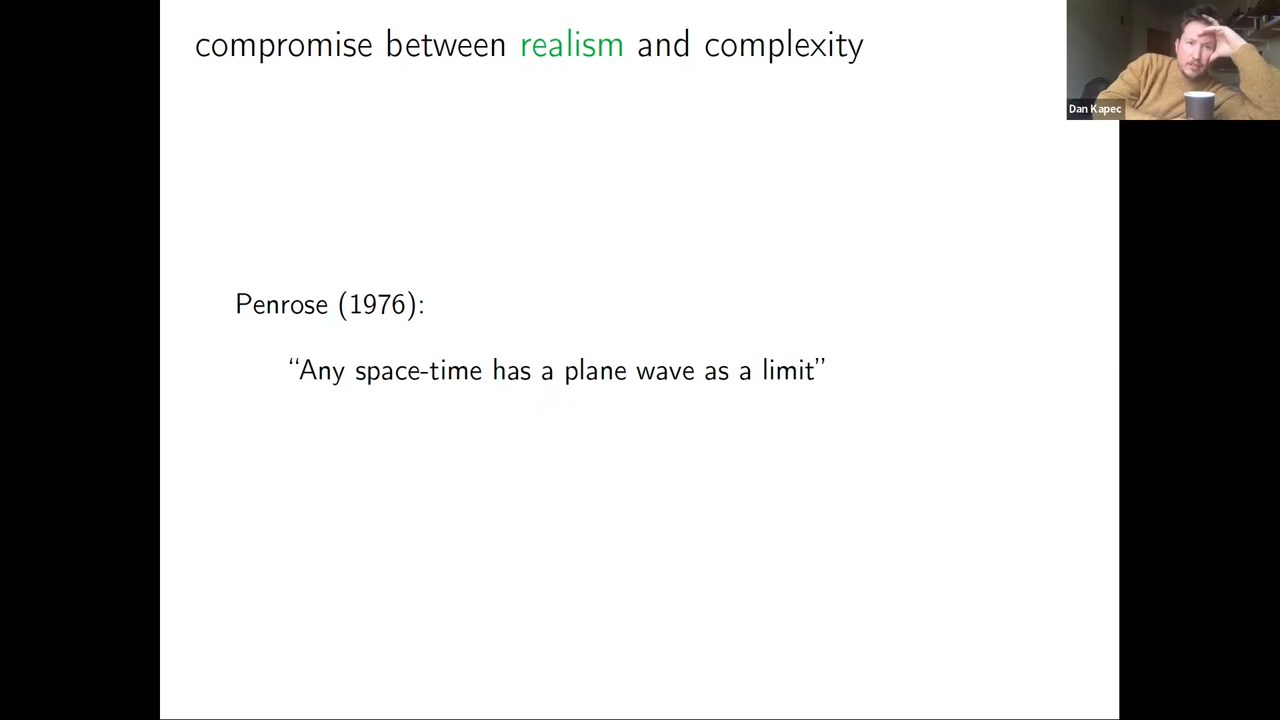 compromise between realism and complexity
Dan Kapec
Penrose (1976):
“Any space-time has a plane wave as a limit”